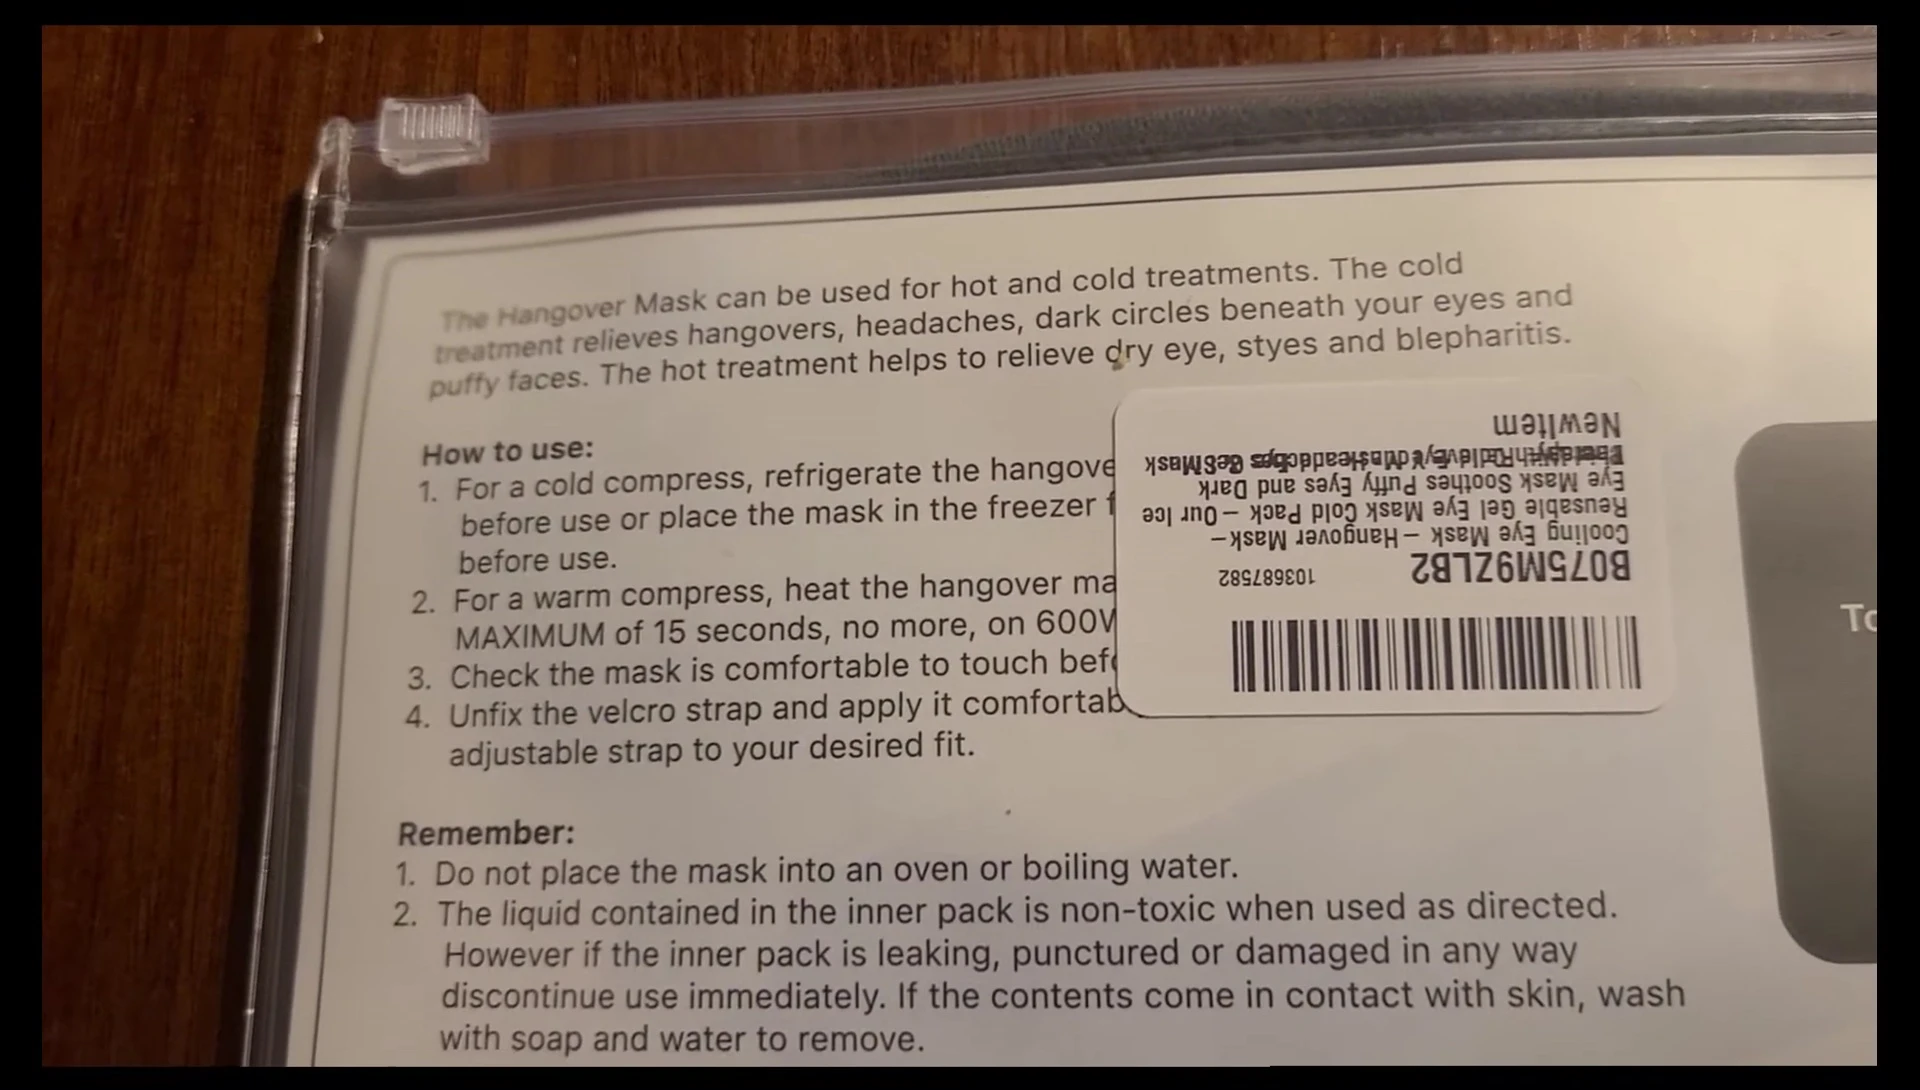 The Hangover Mask can be used for hot and cold treatments. The cold
treatment relieves hangovers, headaches, dark circles beneath your eyes and
puffy faces. The hot treatment helps to relieve dry eye, styes and blepharitis.
How to use:
1. For a cold compress, refrigerate the hangove
before use or place the mask in the freezer f
before use.
2. For a warm compress, heat the hangover ma
MAXIMUM of 15 seconds, no more, on 600W
3. Check the mask is comfortable to touch befo
4. Unfix the velcro strap and apply it comfortab
adjustable strap to your desired fit.
Remember:
1. Do not place the mask into an oven or boiling water.
2. The liquid contained in the inner pack is non-toxic when used as directed.
However if the inner pack is leaking, punctured or damaged in any way
discontinue use immediately. If the contents come in contact with skin, wash
with soap and water to remove.
B075M9ZLB2 103687582
Cooling Eye Mask – Hangover Mask–
Reusable Gel Eye Mask Cold Pack – Our Ice
Eye Mask Soothes Puffy Eyes and Dark
NewItem
To